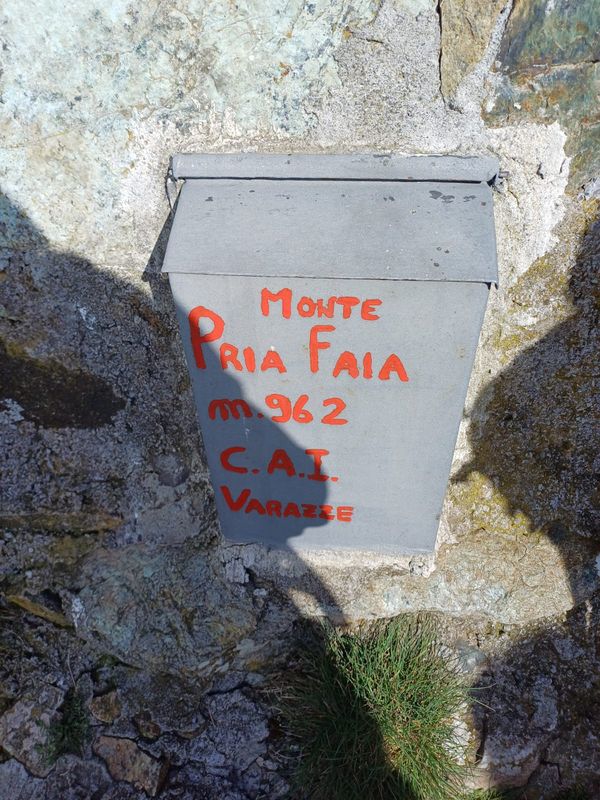 MONTE
PRIA FAIA
m. 962
C.A.I.
VARAZZE